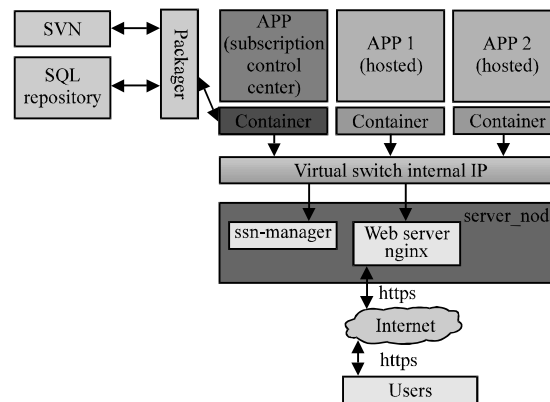 SVN
SQL
repository
Packager
APP
(subscription
control
center)
APP 1
(hosted)
APP 2
(hosted)
Container
Container
Container
Virtual switch internal IP
server_nod
ssn-manager
Web server
nginx
https
Internet
https
Users